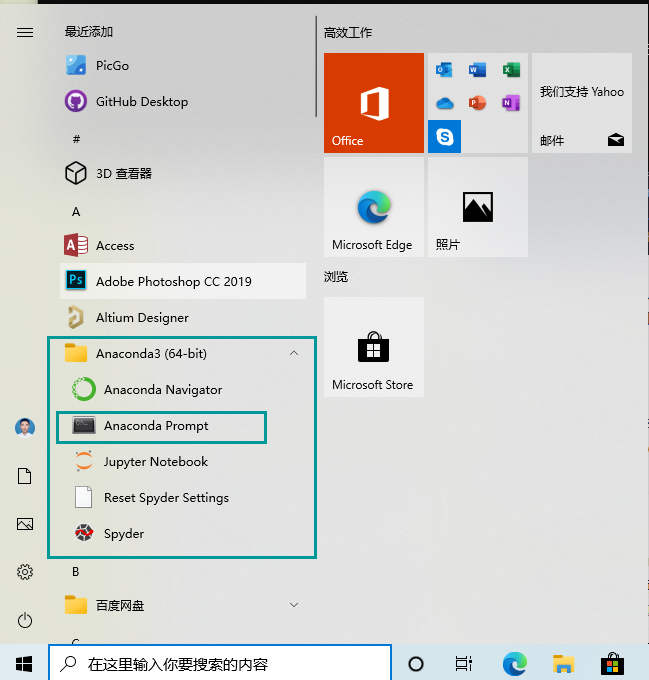 最近添加
PicGo
GitHub Desktop
#
3D 查看器
A
Access
Ps
Adobe Photoshop CC 2019
Altium Designer
Anaconda3 (64-bit)
Anaconda Navigator
Anaconda Prompt
Jupyter Notebook
Reset Spyder Settings
Spyder
B
百度网盘
高效工作
Office
我们支持 Yahoo
邮件
Microsoft Edge
照片
浏览
Microsoft Store
在这里输入你要搜索的内容